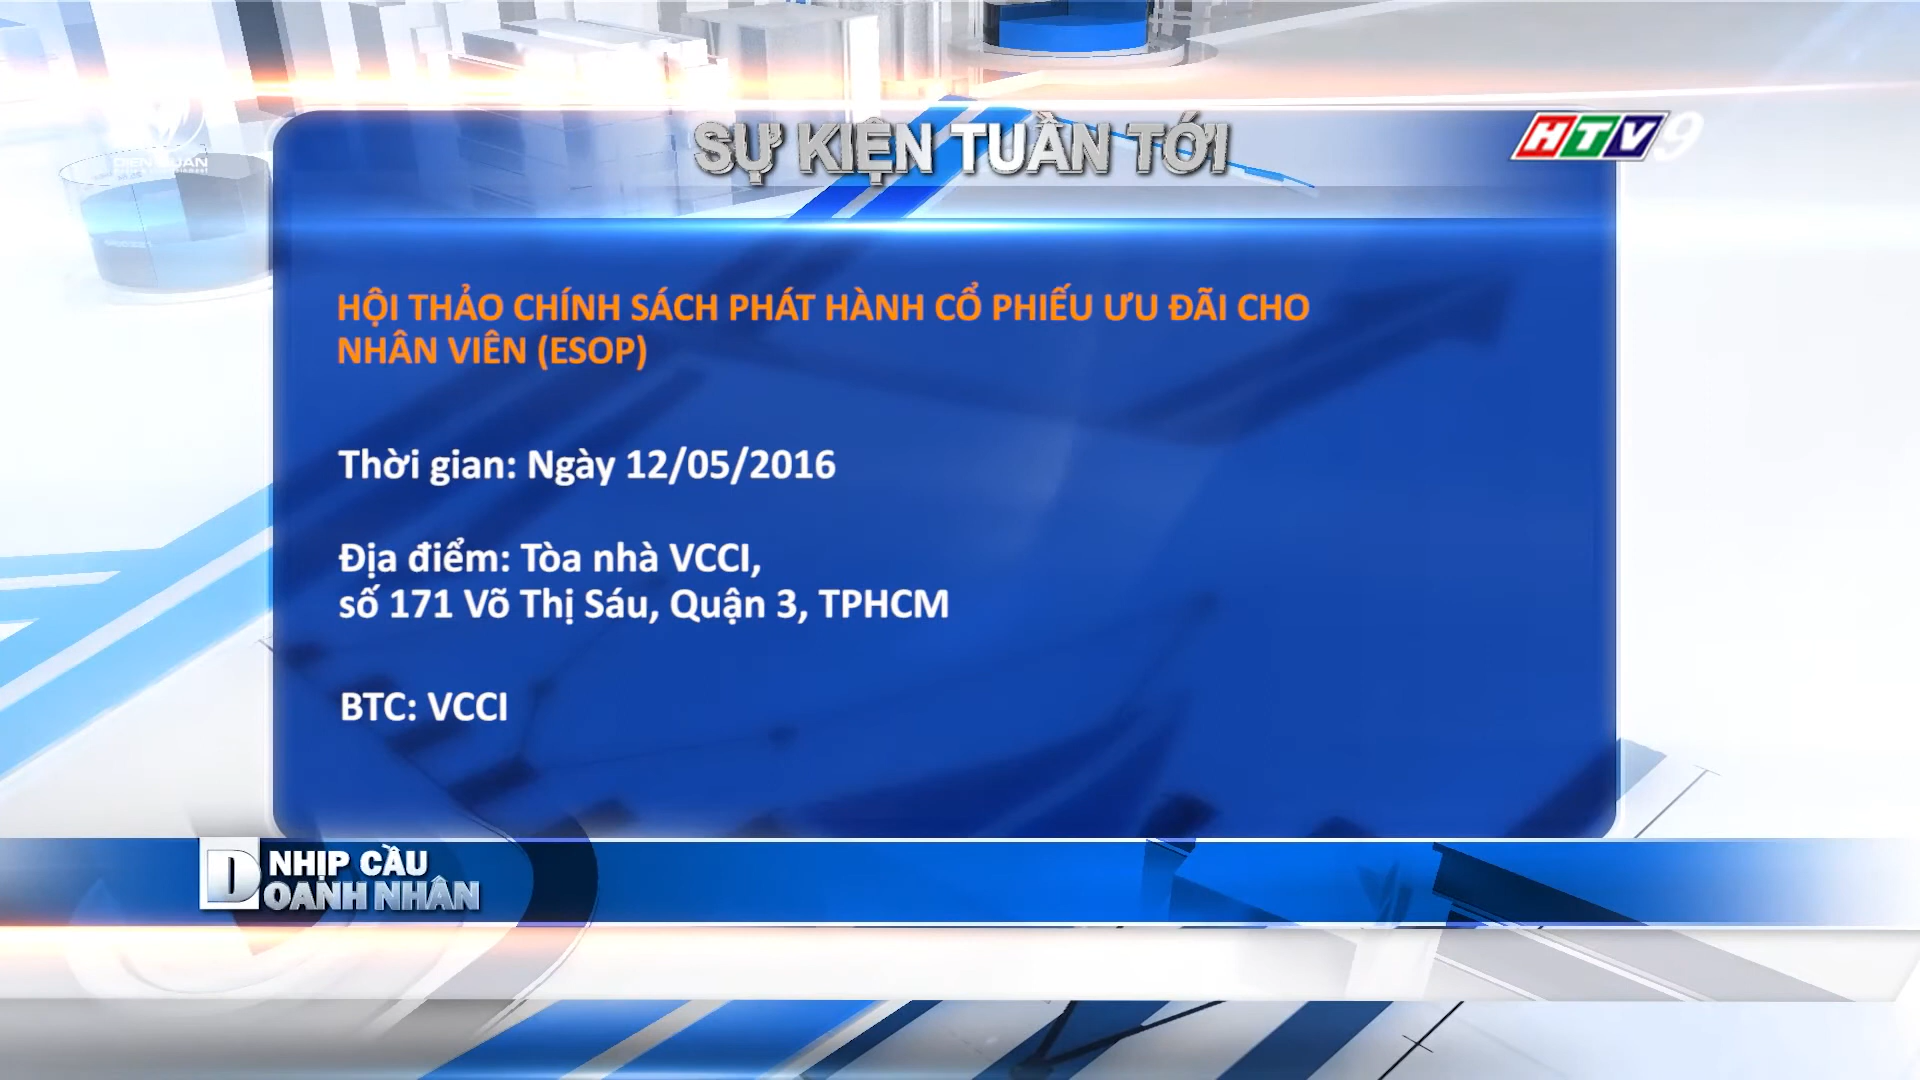 SỰ KIỆN TUẦN TỚI
HTV9
ĐIỀN QUÂN
HỘI THẢO CHÍNH SÁCH PHÁT HÀNH CỔ PHIẾU ƯU ĐÃI CHO
NHÂN VIÊN (ESOP)
Thời gian: Ngày 12/05/2016
Địa điểm: Tòa nhà VCCI,
số 171 Võ Thị Sáu, Quận 3, TPHCM
BTC: VCCI
NHỊP CẦU
DOANH NHÂN